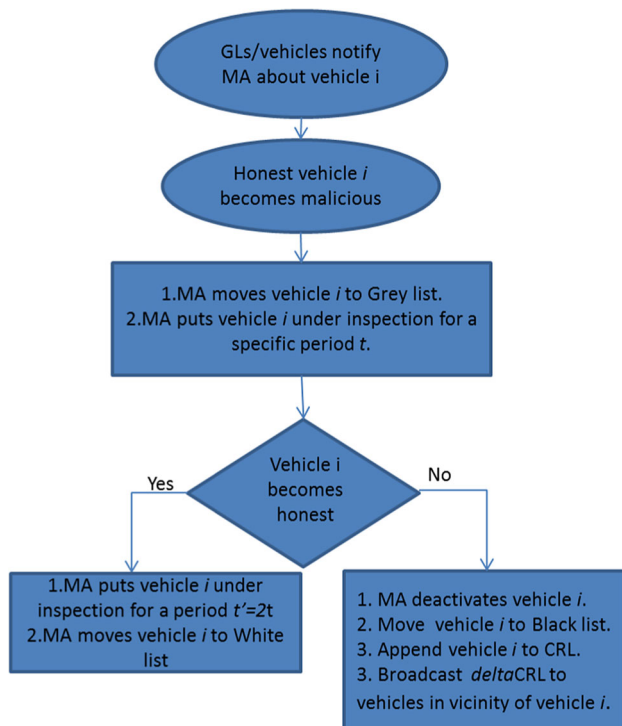 GLs/vehicles notify
MA about vehicle i
Honest vehicle i
becomes malicious
1.MA moves vehicle i to Grey list.
2.MA puts vehicle i under inspection for a
specific period t.
Vehicle i
becomes
honest
Yes
No
1.MA puts vehicle i under
inspection for a period t'=2t
2.MA moves vehicle i to White
list
1. MA deactivates vehicle i.
2. Move vehicle i to Black list.
3. Append vehicle i to CRL.
3. Broadcast deltaCRL to
vehicles in vicinity of vehicle i.